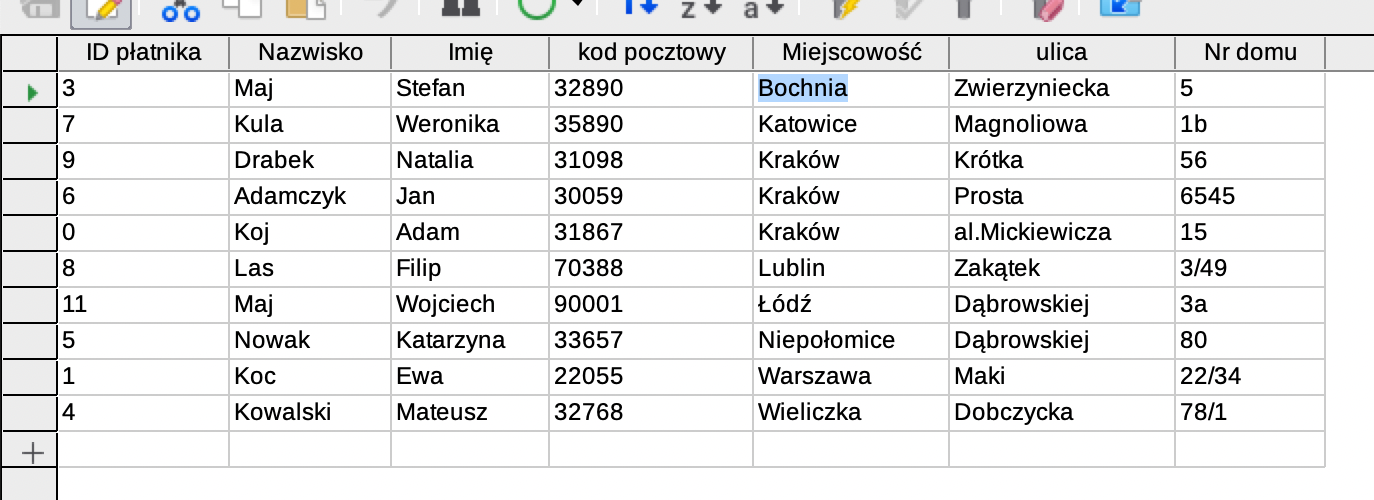 z a
ID płatnika Nazwisko Imię kod pocztowy Miejscowość ulica Nr domu
3 Maj Stefan 32890 Bochnia Zwierzyniecka 5
7 Kula Weronika 35890 Katowice Magnoliowa 1b
9 Drabek Natalia 31098 Kraków Krótka 56
6 Adamczyk Jan 30059 Kraków Prosta 6545
0 Koj Adam 31867 Kraków al.Mickiewicza 15
8 Las Filip 70388 Lublin Zakątek 3/49
11 Maj Wojciech 90001 Łódź Dąbrowskiej 3a
5 Nowak Katarzyna 33657 Niepołomice Dąbrowskiej 80
1 Koc Ewa 22055 Warszawa Maki 22/34
4 Kowalski Mateusz 32768 Wieliczka Dobczycka 78/1